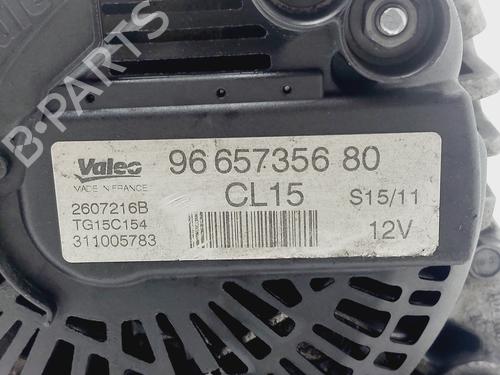 Valeo
MADE IN FRANCE
96 657356 80
CL15
S15/11
12V
2607216B
TG15C154
311005783
B-PARTS